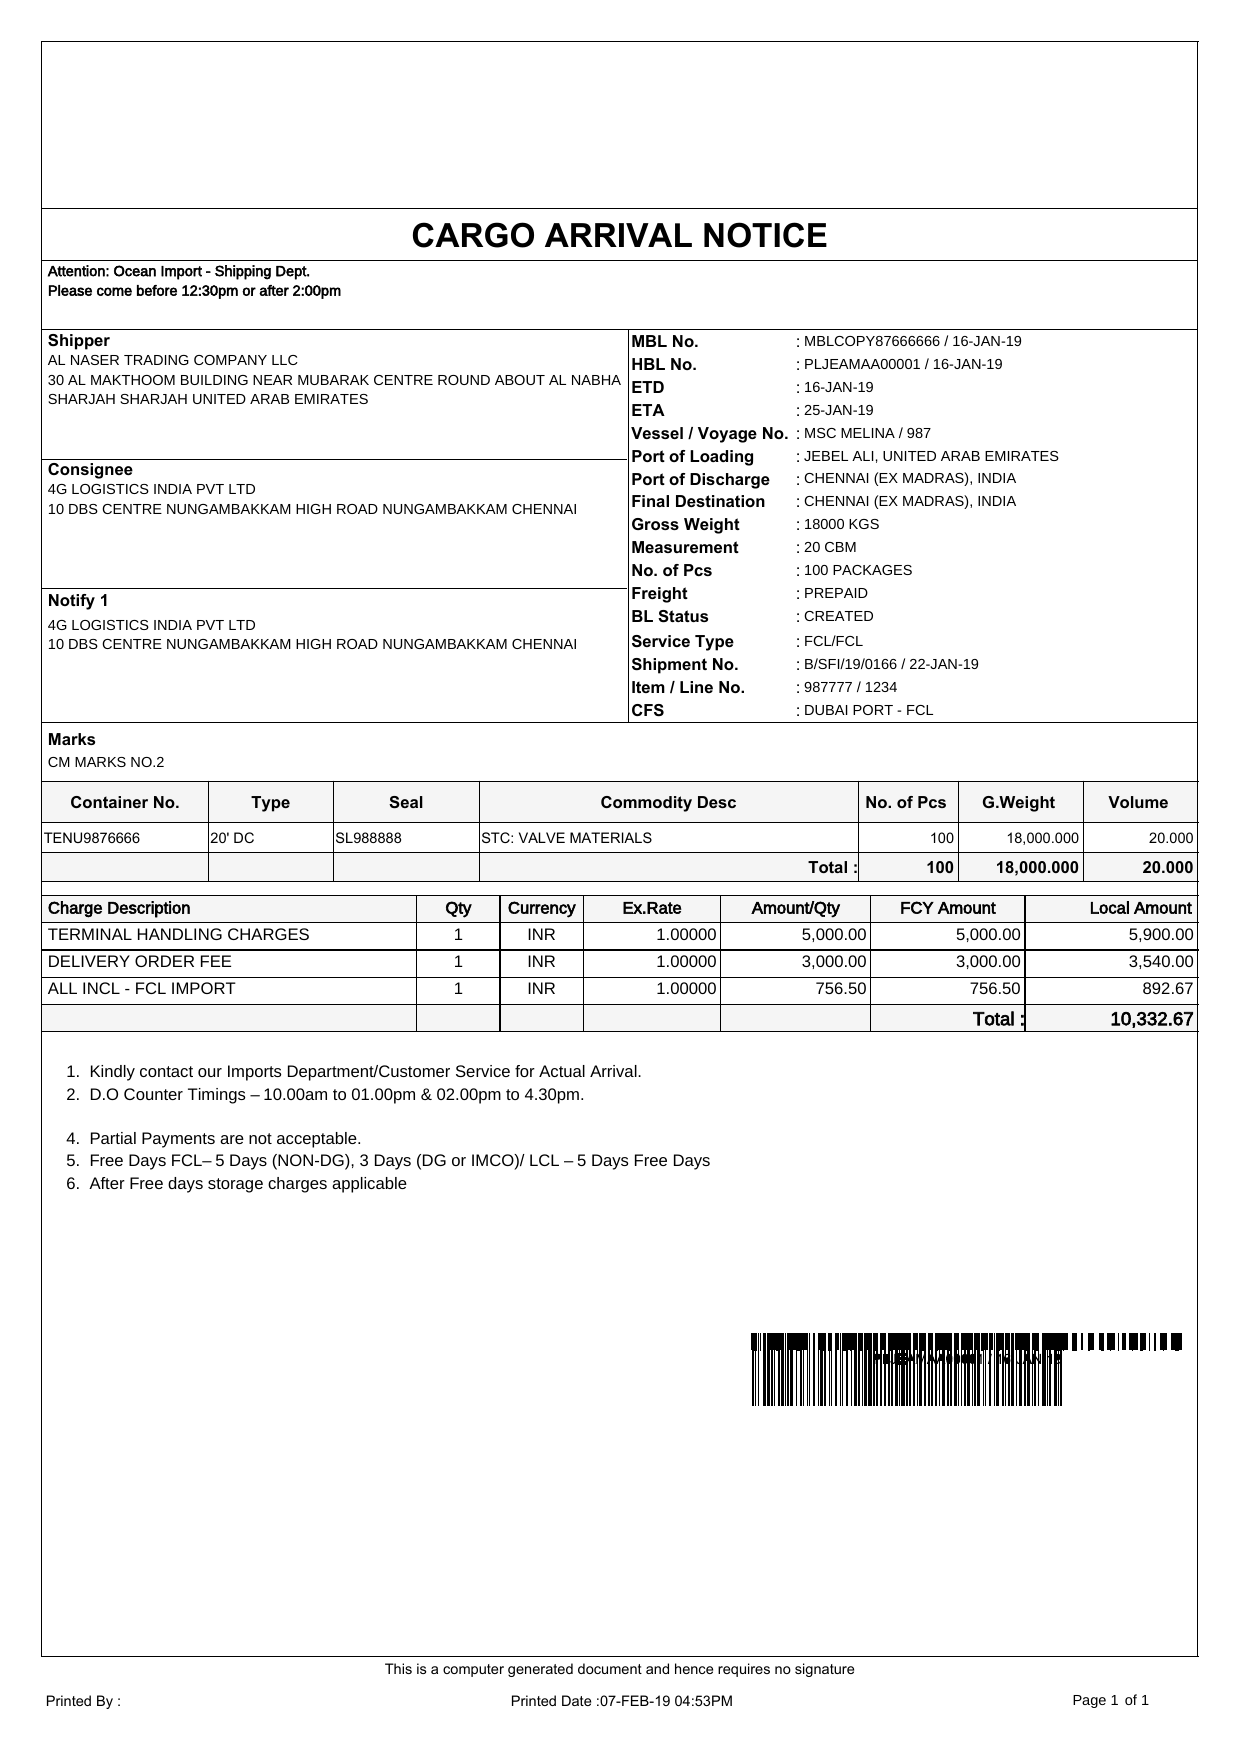 CARGO ARRIVAL NOTICE
Attention: Ocean Import - Shipping Dept.
Please come before 12:30pm or after 2:00pm
Shipper
AL NASER TRADING COMPANY LLC
30 AL MAKTHOOM BUILDING NEAR MUBARAK CENTRE ROUND ABOUT AL NABHA
SHARJAH SHARJAH UNITED ARAB EMIRATES
Consignee
4G LOGISTICS INDIA PVT LTD
10 DBS CENTRE NUNGAMBAKKAM HIGH ROAD NUNGAMBAKKAM CHENNAI
Notify 1
4G LOGISTICS INDIA PVT LTD
10 DBS CENTRE NUNGAMBAKKAM HIGH ROAD NUNGAMBAKKAM CHENNAI
MBL No. : MBLCOPY87666666 / 16-JAN-19
HBL No. : PLJEAMAA00001 / 16-JAN-19
ETD : 16-JAN-19
ETA : 25-JAN-19
Vessel / Voyage No. : MSC MELINA / 987
Port of Loading : JEBEL ALI, UNITED ARAB EMIRATES
Port of Discharge : CHENNAI (EX MADRAS), INDIA
Final Destination : CHENNAI (EX MADRAS), INDIA
Gross Weight : 18000 KGS
Measurement : 20 CBM
No. of Pcs : 100 PACKAGES
Freight : PREPAID
BL Status : CREATED
Service Type : FCL/FCL
Shipment No. : B/SFI/19/0166 / 22-JAN-19
Item / Line No. : 987777 / 1234
CFS : DUBAI PORT - FCL
Marks
CM MARKS NO.2
Container No. Type Seal Commodity Desc No. of Pcs G.Weight Volume
TENU9876666 20' DC SL988888 STC: VALVE MATERIALS 100 18,000.000 20.000
Total : 100 18,000.000 20.000
Charge Description Qty Currency Ex.Rate Amount/Qty FCY Amount Local Amount
TERMINAL HANDLING CHARGES 1 INR 1.00000 5,000.00 5,000.00 5,900.00
DELIVERY ORDER FEE 1 INR 1.00000 3,000.00 3,000.00 3,540.00
ALL INCL - FCL IMPORT 1 INR 1.00000 756.50 756.50 892.67
Total : 10,332.67
1. Kindly contact our Imports Department/Customer Service for Actual Arrival.
2. D.O Counter Timings – 10.00am to 01.00pm & 02.00pm to 4.30pm.
4. Partial Payments are not acceptable.
5. Free Days FCL– 5 Days (NON-DG), 3 Days (DG or IMCO)/ LCL – 5 Days Free Days
6. After Free days storage charges applicable
This is a computer generated document and hence requires no signature
Printed By :
Printed Date :07-FEB-19 04:53PM
Page 1 of 1